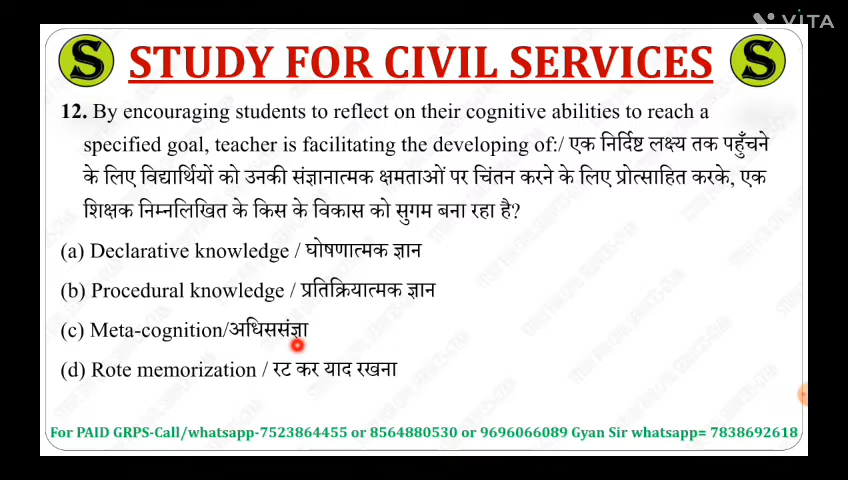 VITA
S STUDY FOR CIVIL SERVICES S
12. By encouraging students to reflect on their cognitive abilities to reach a
specified goal, teacher is facilitating the developing of:/ एक निर्दिष्ट लक्ष्य तक पहुँचने
के लिए विद्यार्थियों को उनकी संज्ञानात्मक क्षमताओं पर चिंतन करने के लिए प्रोत्साहित करके, एक
शिक्षक निम्नलिखित के किस के विकास को सुगम बना रहा है?
(a) Declarative knowledge / घोषणात्मक ज्ञान
(b) Procedural knowledge / प्रतिक्रियात्मक ज्ञान
(c) Meta-cognition/अधिससंज्ञा
(d) Rote memorization / रट कर याद रखना
For PAID GRPS-Call/whatsapp-7523864455 or 8564880530 or 9696066089 Gyan Sir whatsapp= 7838692618